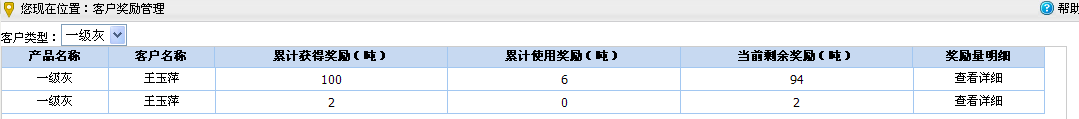 您现在位置：客户奖励管理 帮助
客户类型： 一级灰
产品名称 客户名称 累计获得奖励（吨） 累计使用奖励（吨） 当前剩余奖励（吨） 奖励量明细
一级灰 王玉萍 100 6 94 查看详细
一级灰 王玉萍 2 0 2 查看详细